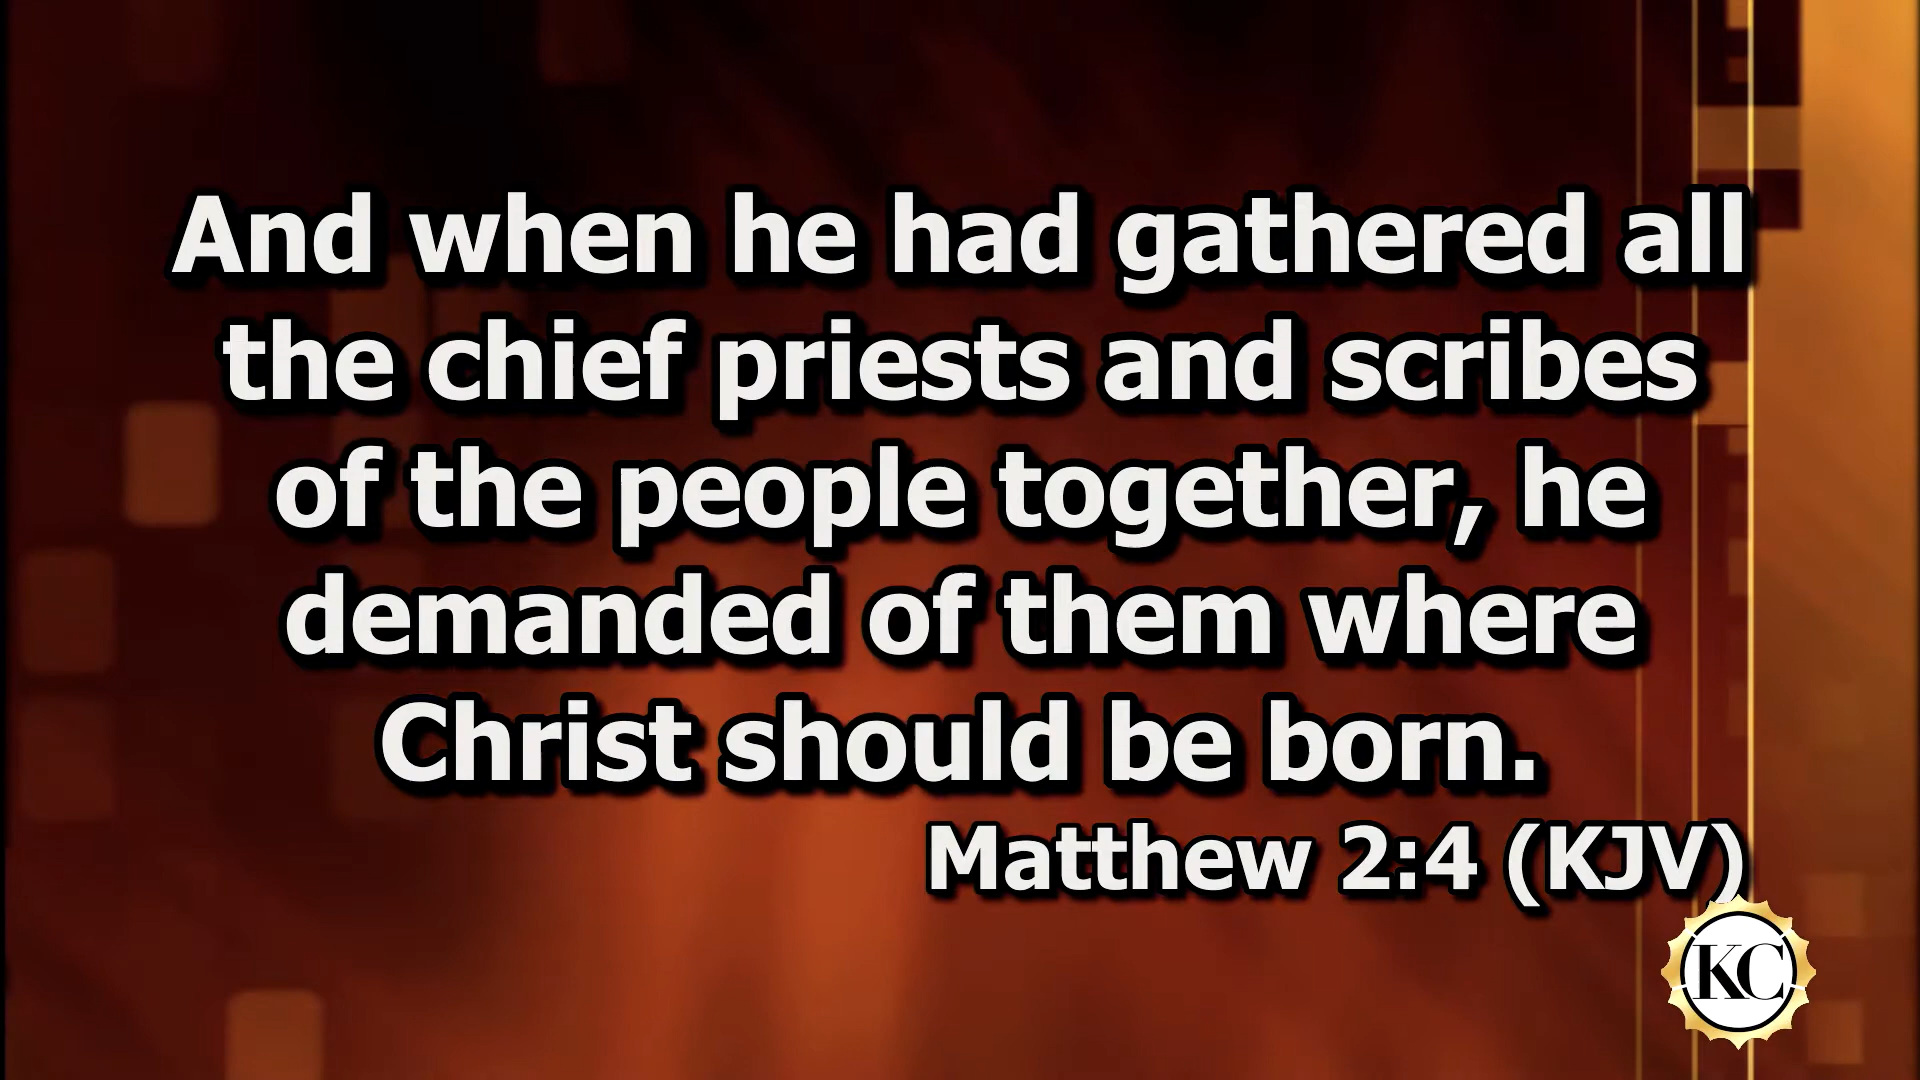 And when he had gathered all
the chief priests and scribes
of the people together, he
demanded of them where
Christ should be born.
Matthew 2:4 (KJV)
KC